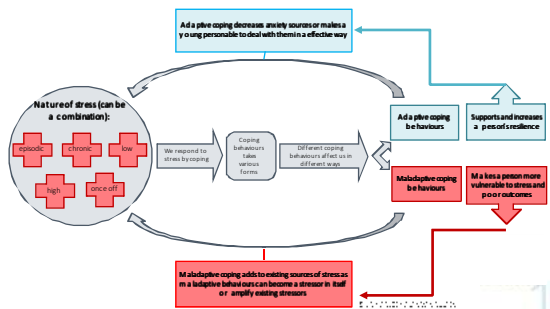 Adaptive coping decreases anxiety sources or makes a
young person able to deal with them in a effective way
Nature of stress (can be
a combination):
episodic
chronic
low
high
once off
We respond to
stress by coping
Coping
behaviours
takes
various
forms
Different coping
behaviours affect us in
different ways
Adaptive coping
behaviours
Supports and increases
a person's resilience
Maladaptive coping
behaviours
Makes a person more
vulnerable to stress and
poor outcomes
Maladaptive coping adds to existing sources of stress as
maladaptive behaviours can become a stressor in itself
or amplify existing stressors